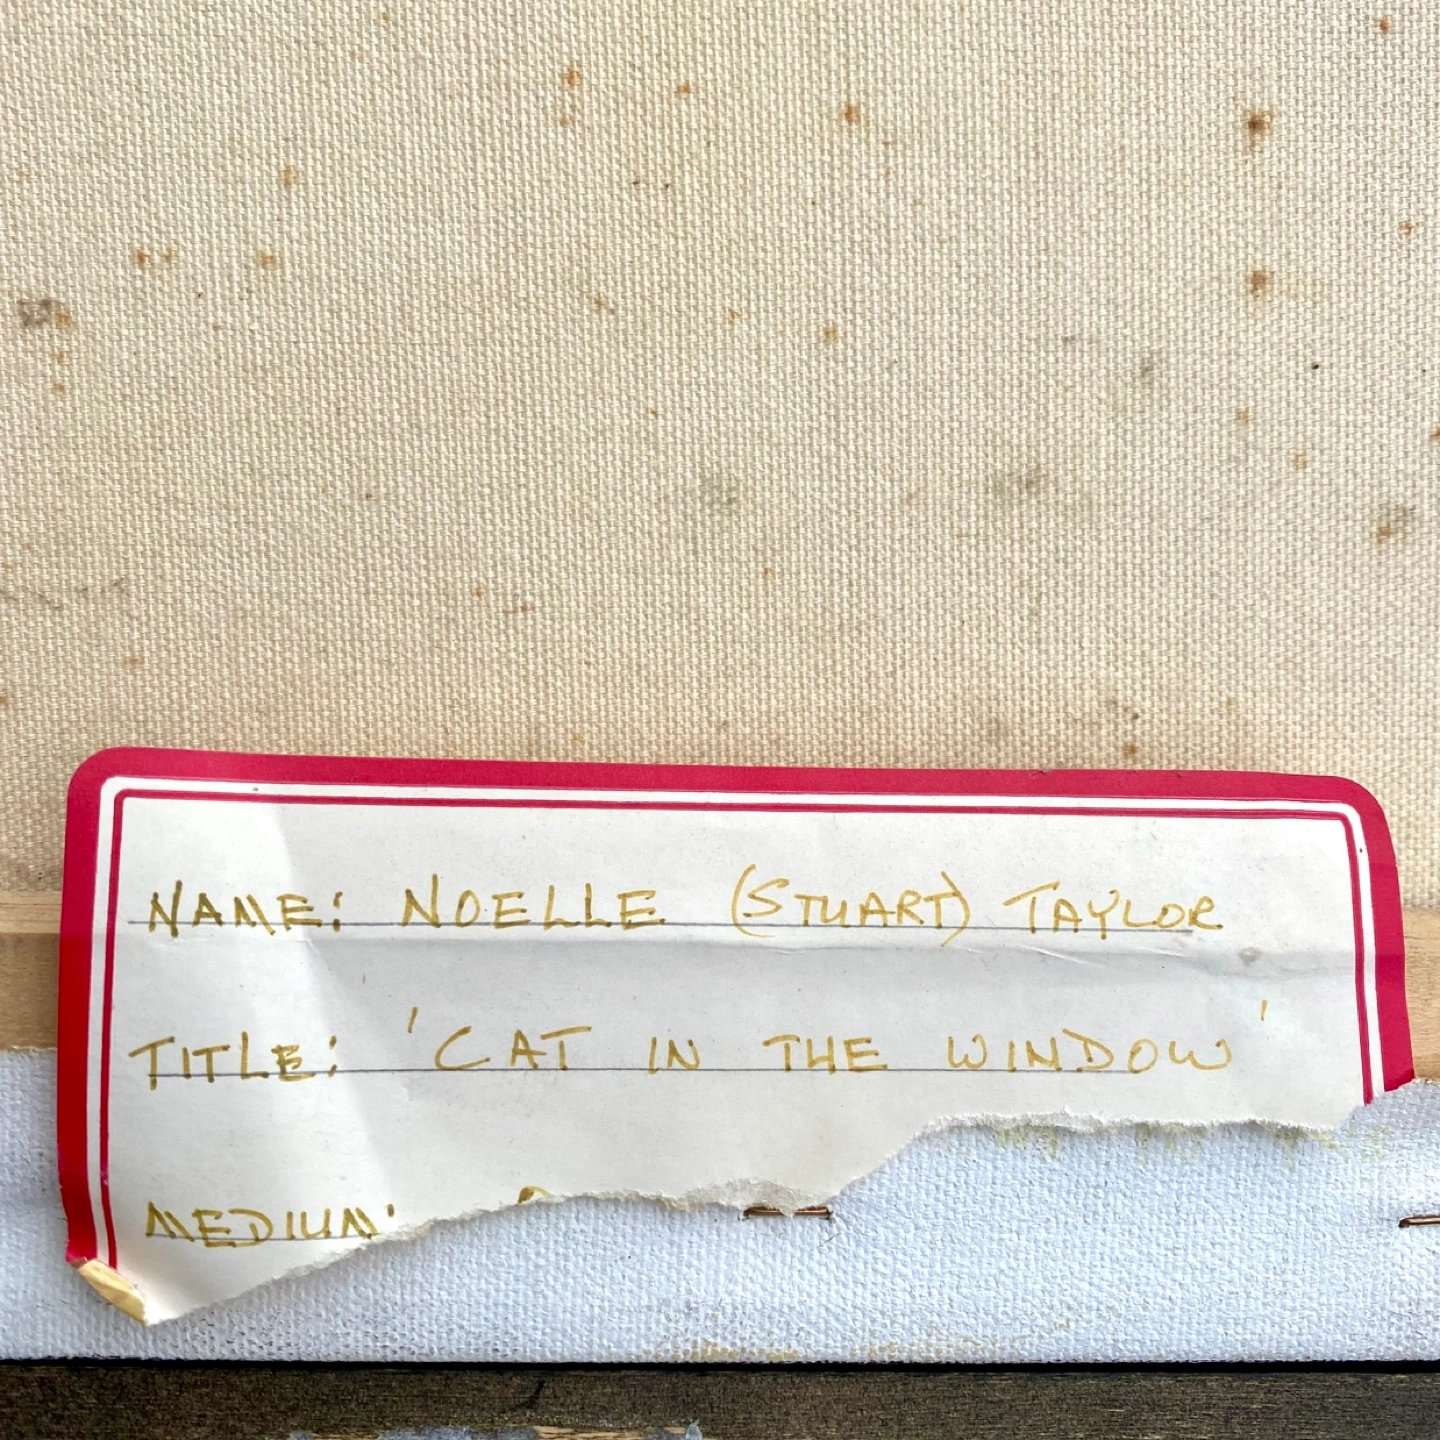 NAME: NOELLE (STUART) TAYLOR
TITLE: 'CAT IN THE WINDOW'
MEDIUM: